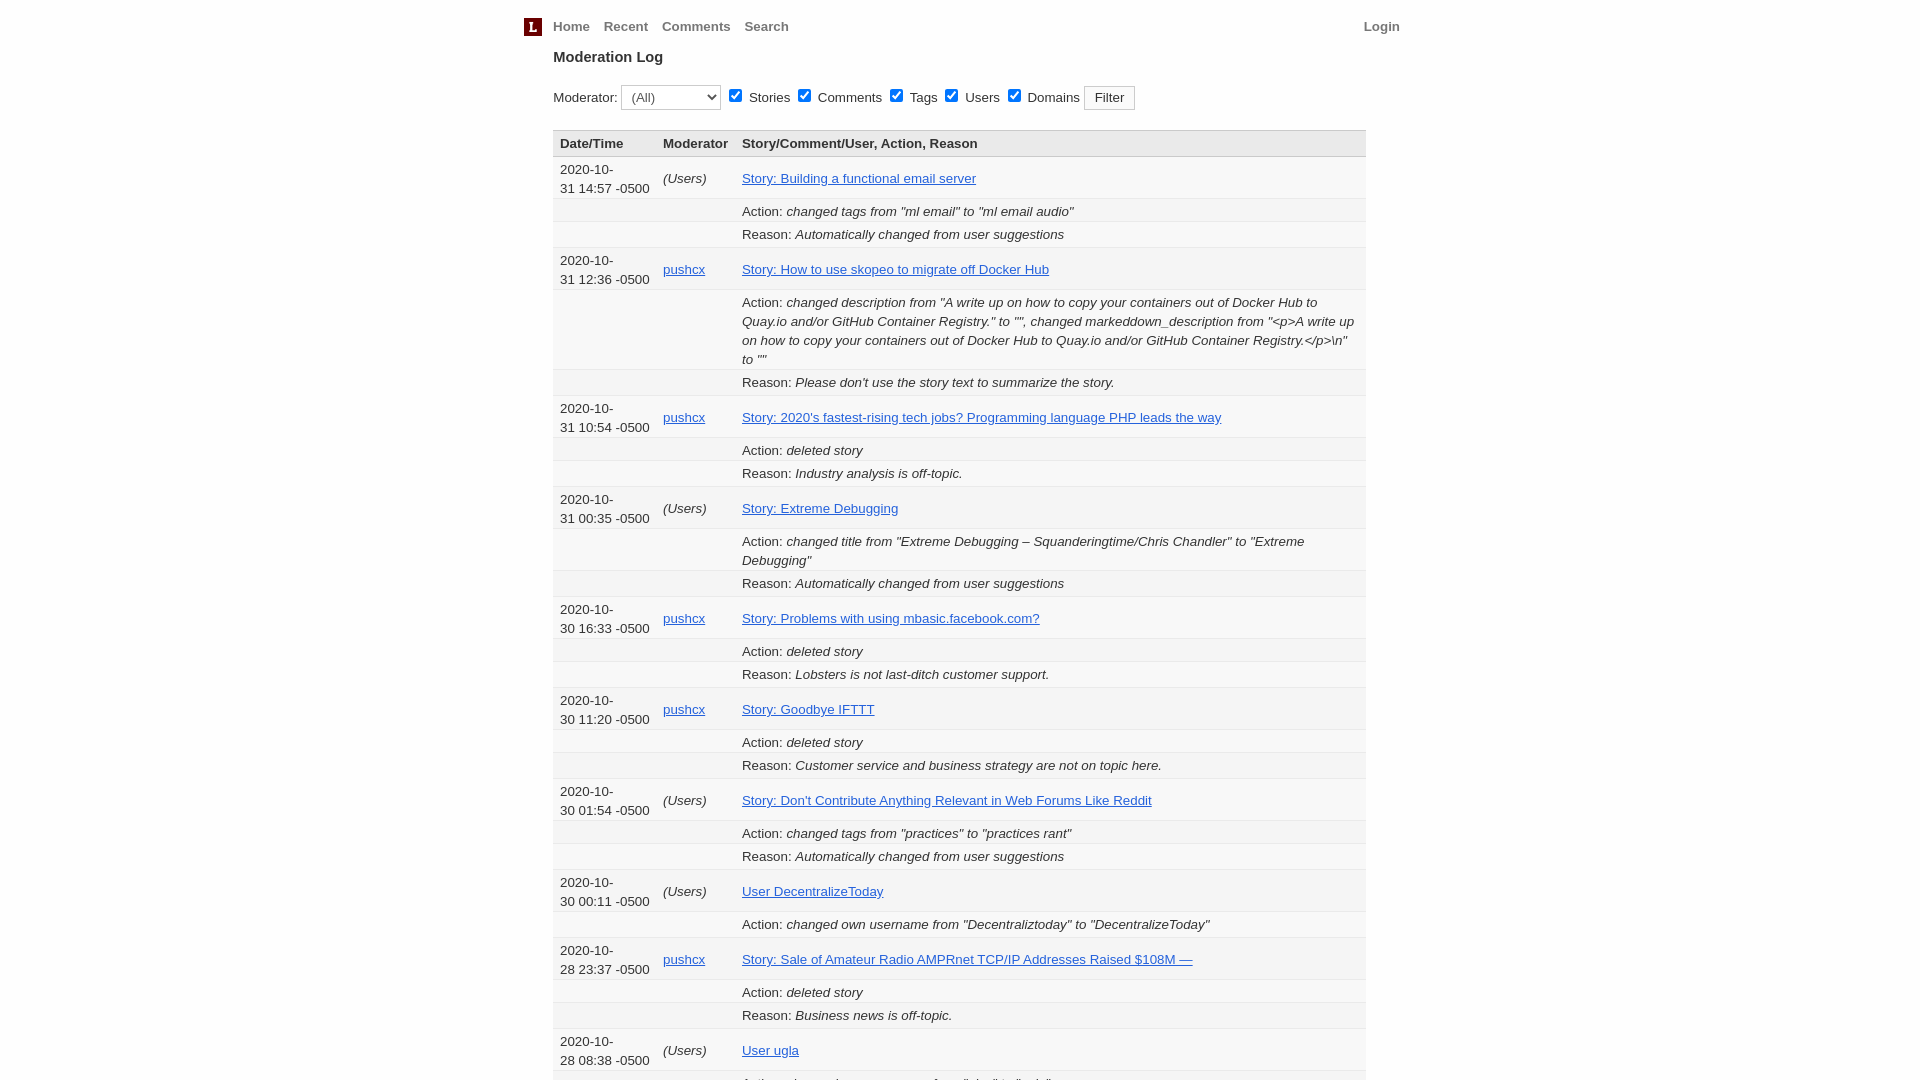 L Home Recent Comments Search Login
Moderation Log
Moderator: (All) Stories Comments Tags Users Domains Filter
Date/Time Moderator Story/Comment/User, Action, Reason
2020-10-
31 14:57 -0500 (Users) Story: Building a functional email server
Action: changed tags from "ml email" to "ml email audio"
Reason: Automatically changed from user suggestions
2020-10-
31 12:36 -0500 pushcx Story: How to use skopeo to migrate off Docker Hub
Action: changed description from "A write up on how to copy your containers out of Docker Hub to
Quay.io and/or GitHub Container Registry." to "", changed markeddown_description from "<p>A write up
on how to copy your containers out of Docker Hub to Quay.io and/or GitHub Container Registry.</p>\n"
to ""
Reason: Please don't use the story text to summarize the story.
2020-10-
31 10:54 -0500 pushcx Story: 2020's fastest-rising tech jobs? Programming language PHP leads the way
Action: deleted story
Reason: Industry analysis is off-topic.
2020-10-
31 00:35 -0500 (Users) Story: Extreme Debugging
Action: changed title from "Extreme Debugging – Squanderingtime/Chris Chandler" to "Extreme
Debugging"
Reason: Automatically changed from user suggestions
2020-10-
30 16:33 -0500 pushcx Story: Problems with using mbasic.facebook.com?
Action: deleted story
Reason: Lobsters is not last-ditch customer support.
2020-10-
30 11:20 -0500 pushcx Story: Goodbye IFTTT
Action: deleted story
Reason: Customer service and business strategy are not on topic here.
2020-10-
30 01:54 -0500 (Users) Story: Don't Contribute Anything Relevant in Web Forums Like Reddit
Action: changed tags from "practices" to "practices rant"
Reason: Automatically changed from user suggestions
2020-10-
30 00:11 -0500 (Users) User DecentralizeToday
Action: changed own username from "Decentraliztoday" to "DecentralizeToday"
2020-10-
28 23:37 -0500 pushcx Story: Sale of Amateur Radio AMPRnet TCP/IP Addresses Raised $108M —
Action: deleted story
Reason: Business news is off-topic.
2020-10-
28 08:38 -0500 (Users) User ugla